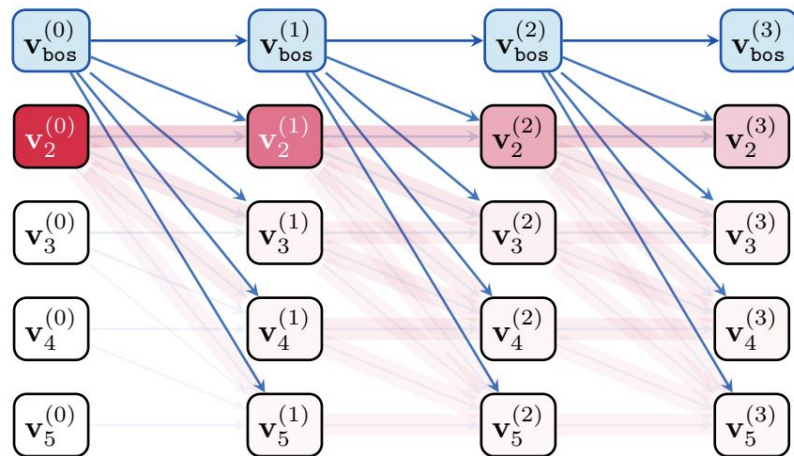 v_bos^(0) v_bos^(1) v_bos^(2) v_bos^(3)
v_2^(0) v_2^(1) v_2^(2) v_2^(3)
v_3^(0) v_3^(1) v_3^(2) v_3^(3)
v_4^(0) v_4^(1) v_4^(2) v_4^(3)
v_5^(0) v_5^(1) v_5^(2) v_5^(3)